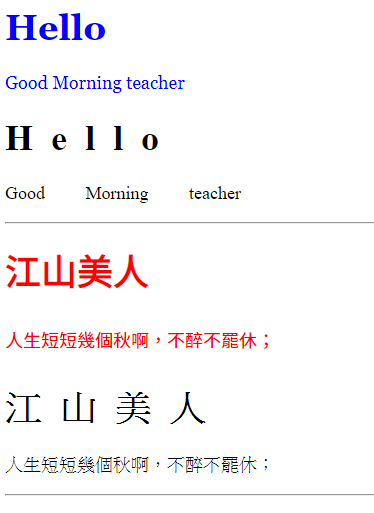 Hello
Good Morning teacher
H e l l o
Good Morning teacher
江山美人
人生短短幾個秋啊，不醉不罷休；
江 山 美 人
人生短短幾個秋啊，不醉不罷休；